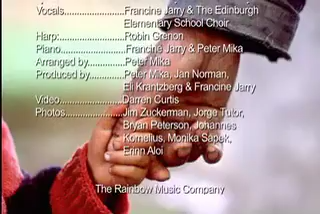 Vocals.........................Francine Jarry & The Edinburgh
Elementary School Choir
Harp............................Robin Grenon
Piano..........................Francine Jarry & Peter Mika
Arranged by...............Peter Mika
Produced by...............Peter Mika, Jan Norman,
Eli Krantzberg & Francine Jarry
Video..........................Darren Curtis
Photos.......................Jim Zuckerman, Jorge Tutor,
Bryan Peterson, Johannes
Kornelius, Monika Sapek,
Erinn Aloi
The Rainbow Music Company